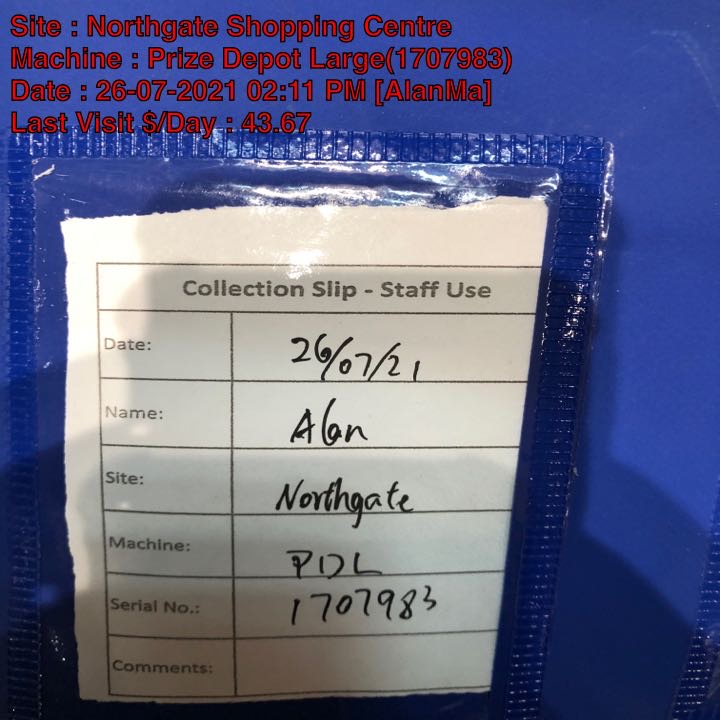 Site : Northgate Shopping Centre
Machine : Prize Depot Large(1707983)
Date : 26-07-2021 02:11 PM [AlanMa]
Last Visit $/Day : 43.67
Collection Slip - Staff Use
Date: 26/07/21
Name: Alan
Site: Northgate
Machine: PDL
Serial No.: 1707983
Comments: